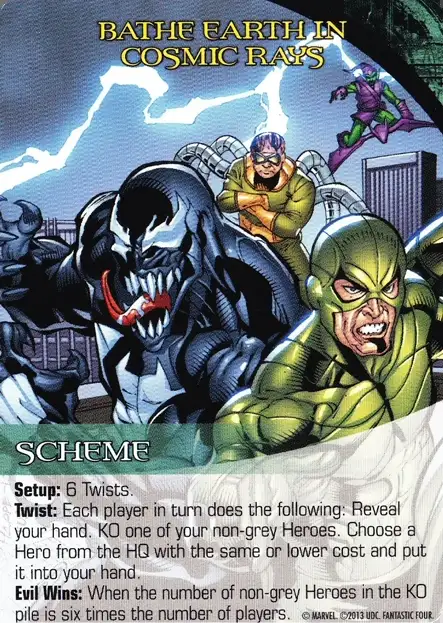 BATHE EARTH IN
COSMIC RAYS
SCHEME
Setup: 6 Twists.
Twist: Each player in turn does the following: Reveal
your hand. KO one of your non-grey Heroes. Choose a
Hero from the HQ with the same or lower cost and put
it into your hand.
Evil Wins: When the number of non-grey Heroes in the KO
pile is six times the number of players. © MARVEL. ©2013 UDC. FANTASTIC FOUR.